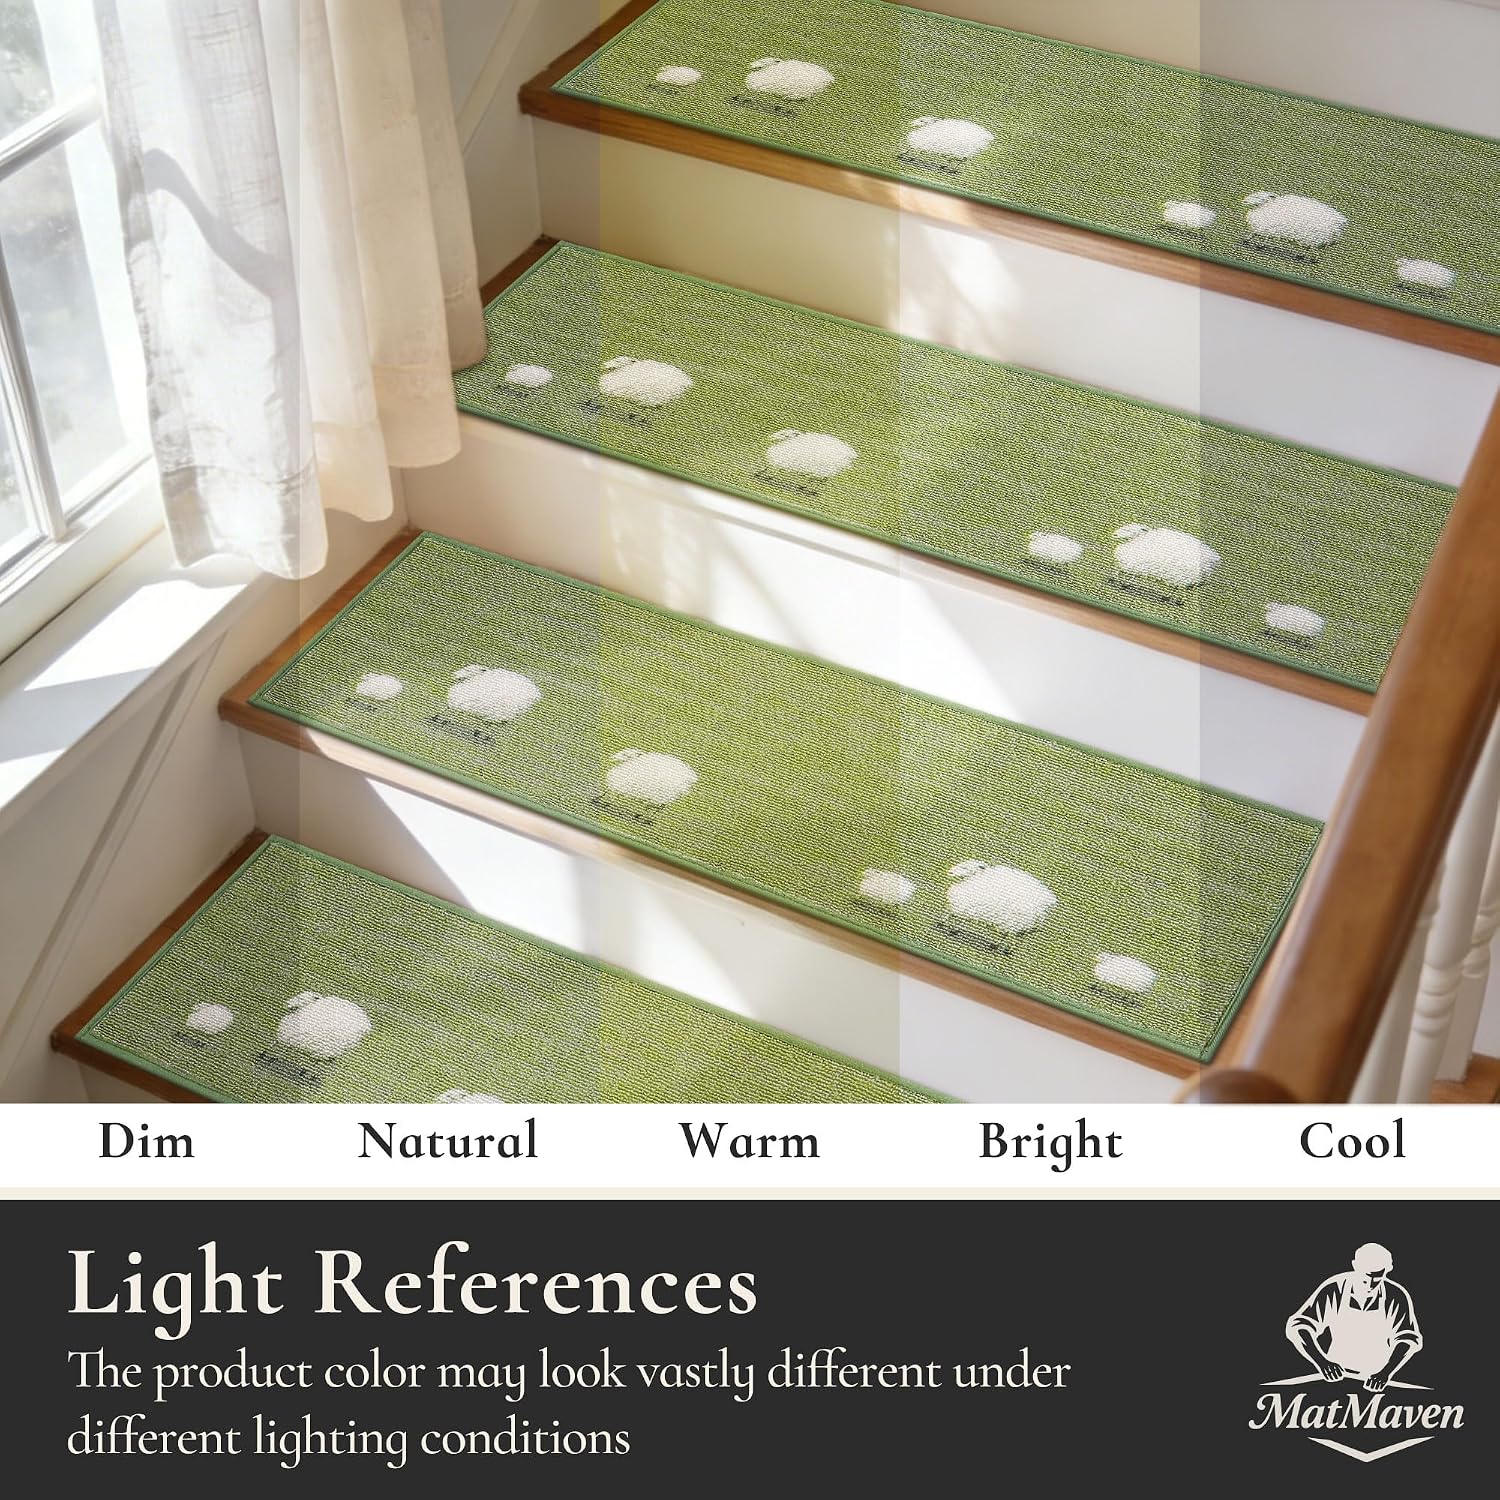 Dim Natural Warm Bright Cool
Light References
The product color may look vastly different under
different lighting conditions
MatMaven